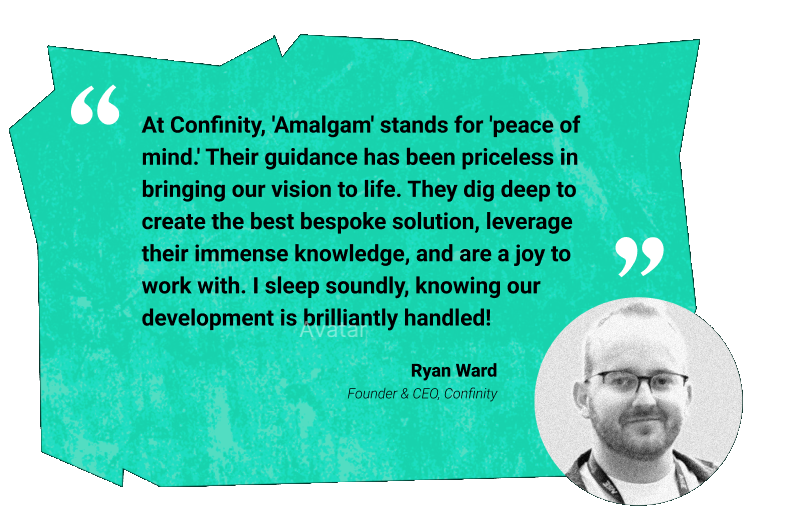 “
At Confinity, 'Amalgam' stands for 'peace of
mind.' Their guidance has been priceless in
bringing our vision to life. They dig deep to
create the best bespoke solution, leverage
their immense knowledge, and are a joy to
work with. I sleep soundly, knowing our
development is brilliantly handled!
”
Avatar
Ryan Ward
Founder & CEO, Confinity